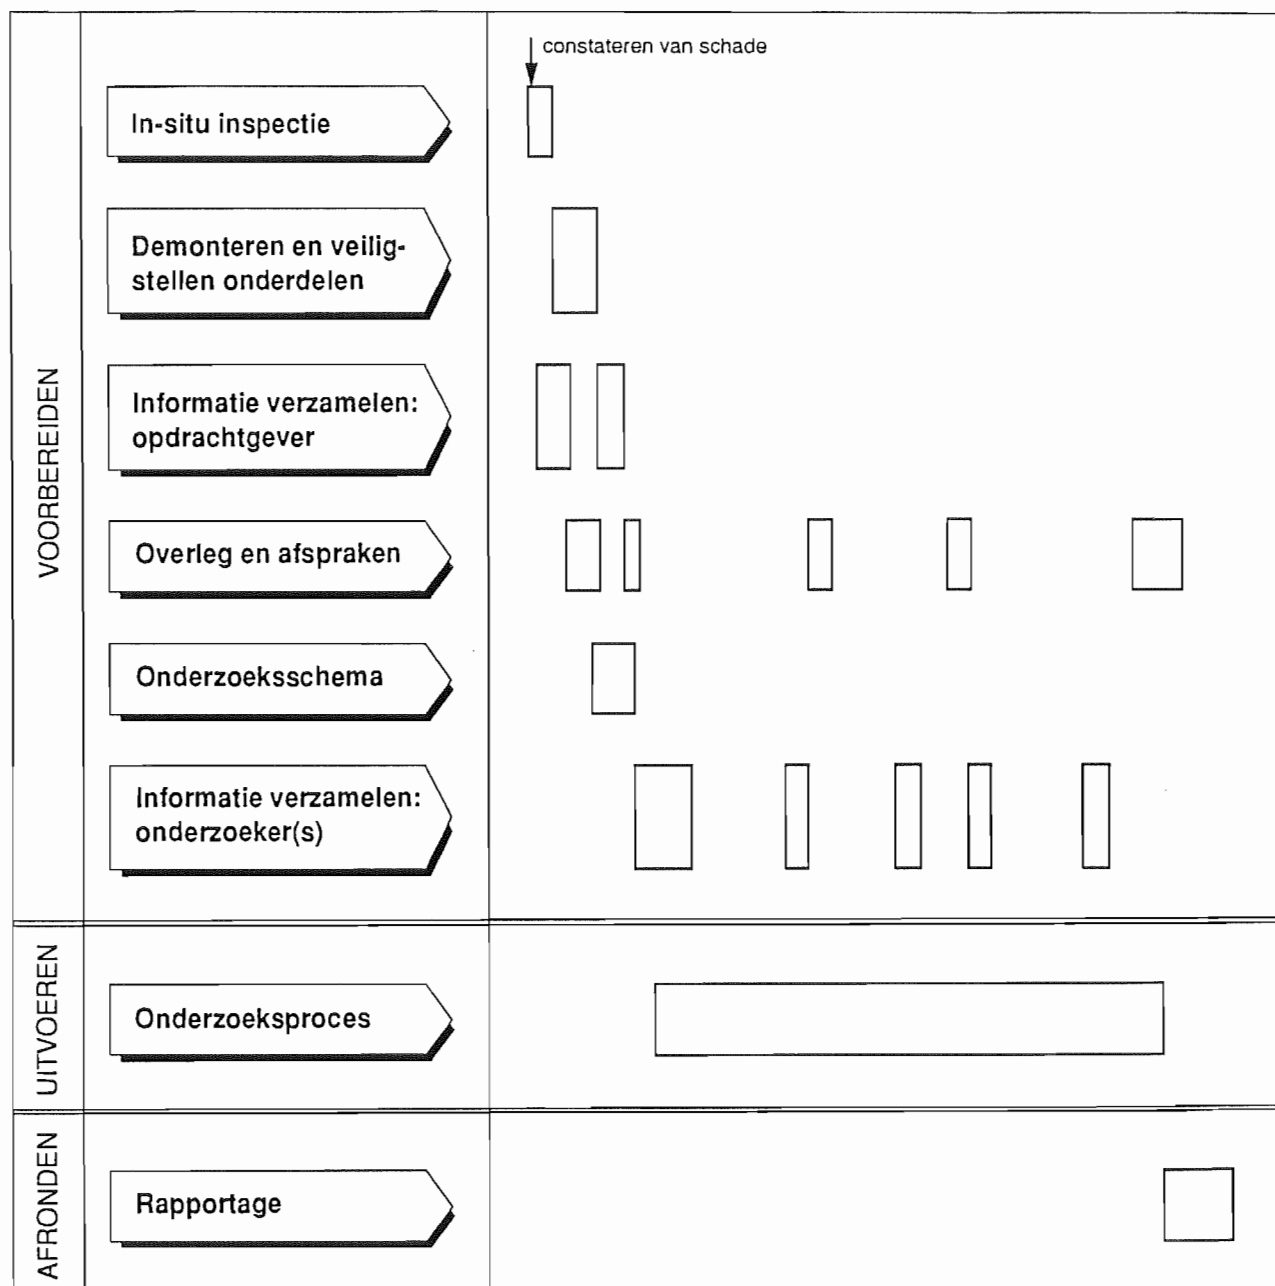 constateren van schade
In-situ inspectie
Demonteren en veilig-
stellen onderdelen
Informatie verzamelen:
opdrachtgever
VOORBEREIDEN
Overleg en afspraken
Onderzoeksschema
Informatie verzamelen:
onderzoeker(s)
UITVOEREN
Onderzoeksproces
AFRONDEN
Rapportage